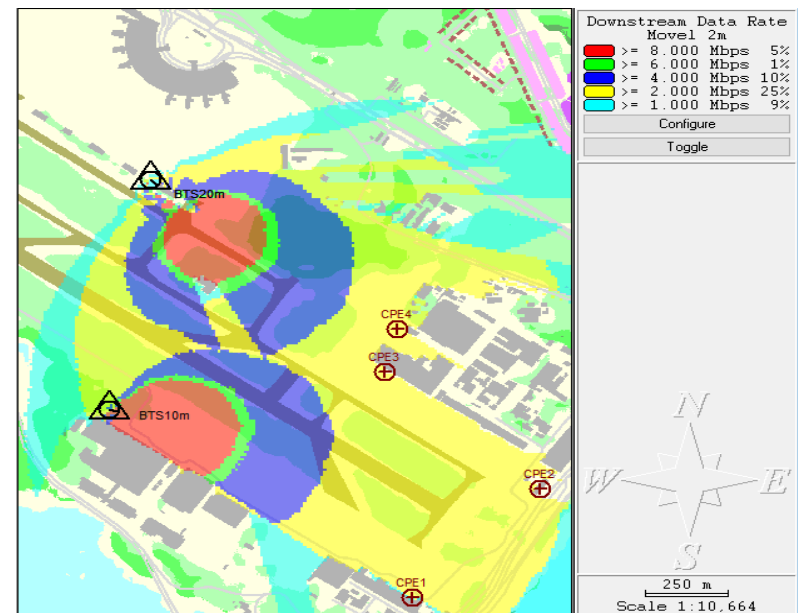 Downstream Data Rate
Movel 2m
>= 8.000 Mbps 5%
>= 6.000 Mbps 1%
>= 4.000 Mbps 10%
>= 2.000 Mbps 25%
>= 1.000 Mbps 9%
Configure
Toggle
BTS20m
CPE4
CPE3
BTS10m
CPE2
CPE1
N
W E
S
250 m
Scale 1:10,664